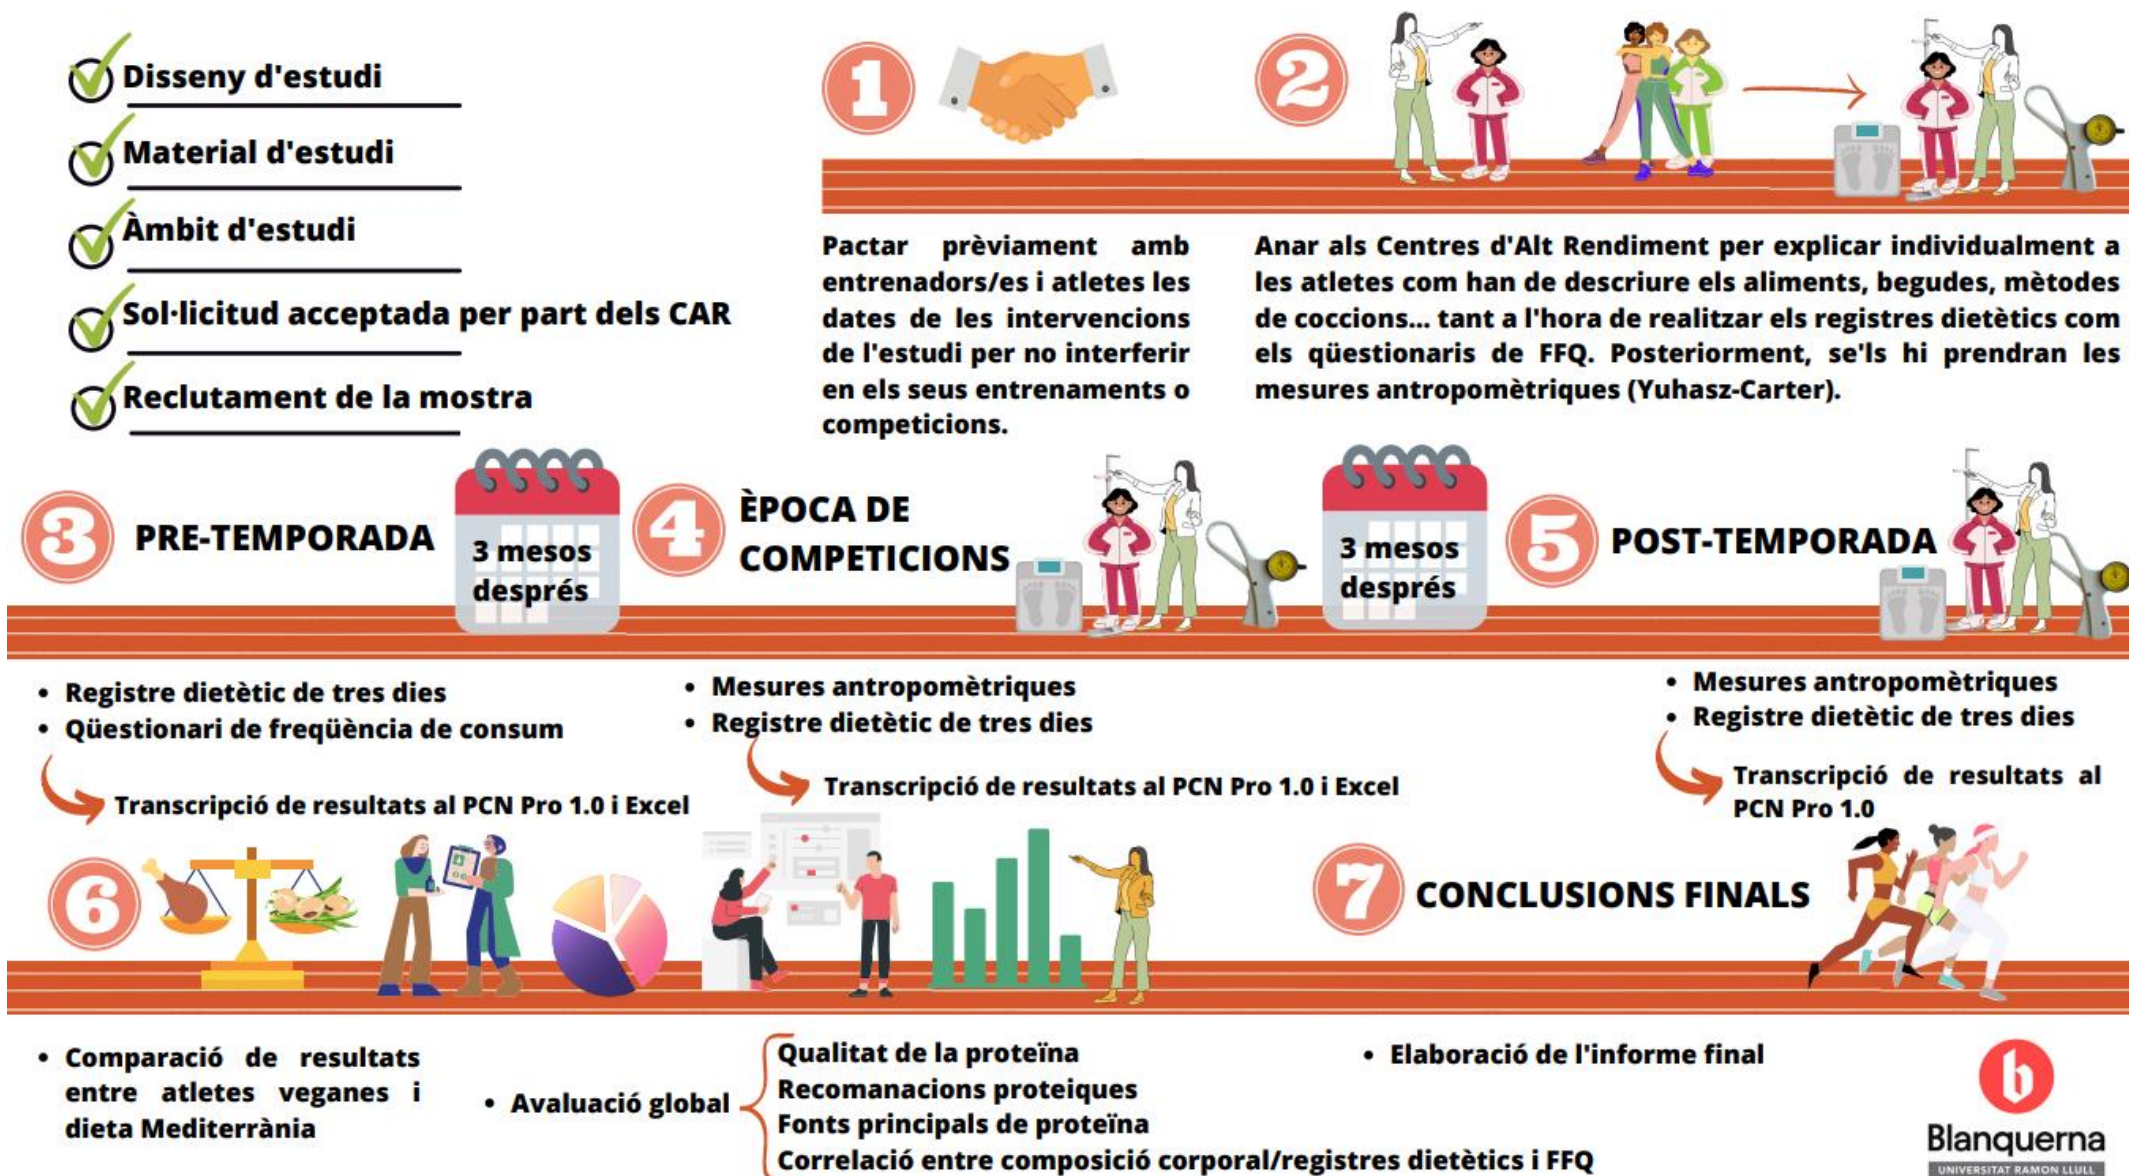 Disseny d'estudi
Material d'estudi
Àmbit d'estudi
Sol·licitud acceptada per part dels CAR
Reclutament de la mostra
1
Pactar prèviament amb
entrenadors/es i atletes les
dates de les intervencions
de l'estudi per no interferir
en els seus entrenaments o
competicions.
2
Anar als Centres d'Alt Rendiment per explicar individualment a
les atletes com han de descriure els aliments, begudes, mètodes
de coccions... tant a l'hora de realitzar els registres dietètics com
els qüestionaris de FFQ. Posteriorment, se'ls hi prendran les
mesures antropomètriques (Yuhasz-Carter).
3
PRE-TEMPORADA
• Registre dietètic de tres dies
• Qüestionari de freqüència de consum
Transcripció de resultats al PCN Pro 1.0 i Excel
3 mesos
després
4
ÈPOCA DE
COMPETICIONS
• Mesures antropomètriques
• Registre dietètic de tres dies
Transcripció de resultats al PCN Pro 1.0 i Excel
3 mesos
després
5
POST-TEMPORADA
• Mesures antropomètriques
• Registre dietètic de tres dies
Transcripció de resultats al
PCN Pro 1.0
6
• Comparació de resultats
entre atletes veganes i
dieta Mediterrània
• Avaluació global
Qualitat de la proteïna
Recomanacions proteiques
Fonts principals de proteïna
Correlació entre composició corporal/registres dietètics i FFQ
7
CONCLUSIONS FINALS
• Elaboració de l'informe final
b
Blanquerna
UNIVERSITAT RAMON LLULL